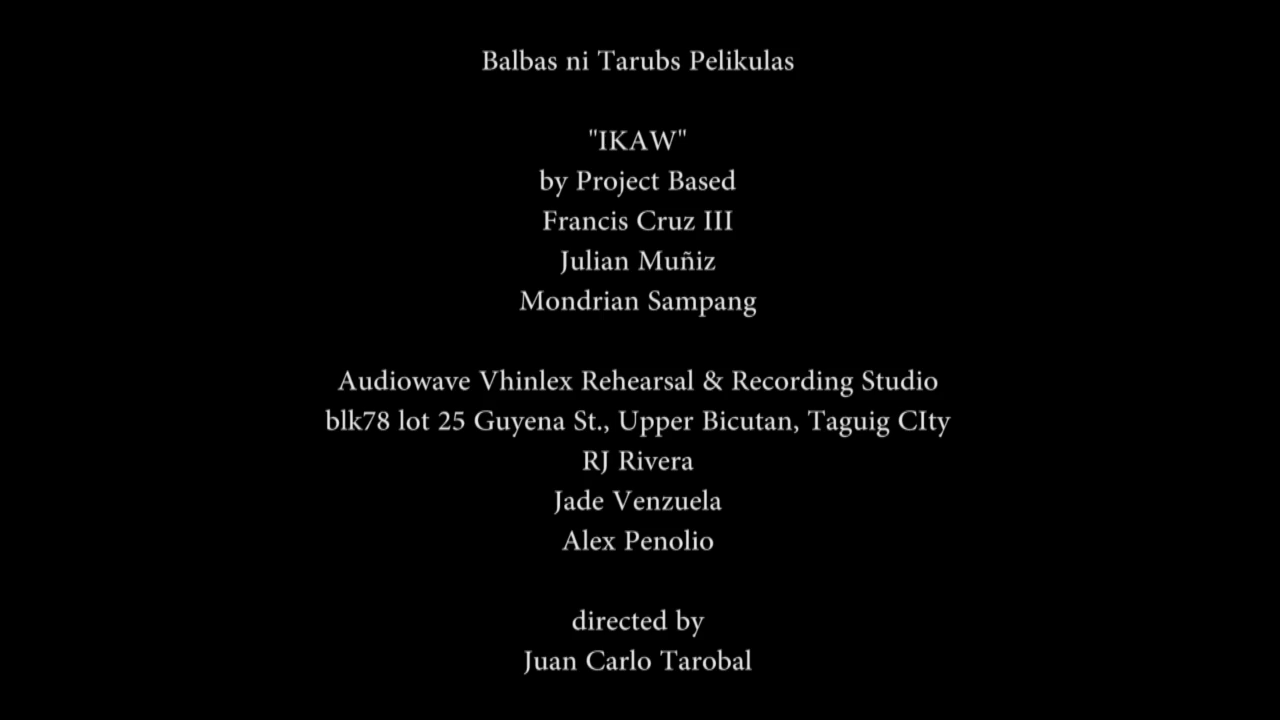 Balbas ni Tarubs Pelikulas
"IKAW"
by Project Based
Francis Cruz III
Julian Muñiz
Mondrian Sampang
Audiowave Vhinlex Rehearsal & Recording Studio
blk78 lot 25 Guyena St., Upper Bicutan, Taguig CIty
RJ Rivera
Jade Venzuela
Alex Penolio
directed by
Juan Carlo Tarobal